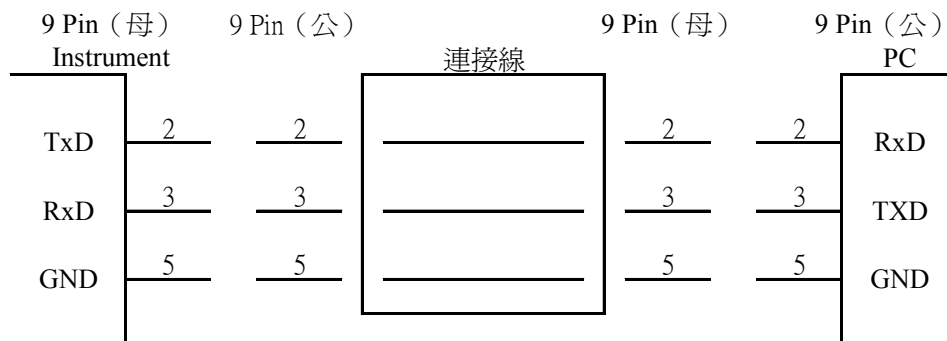 9 Pin（母） 9 Pin（公） 9 Pin（母） 9 Pin（公）
Instrument 連接線 PC
TxD 2 2 2 2 RxD
RxD 3 3 3 3 TXD
GND 5 5 5 5 GND